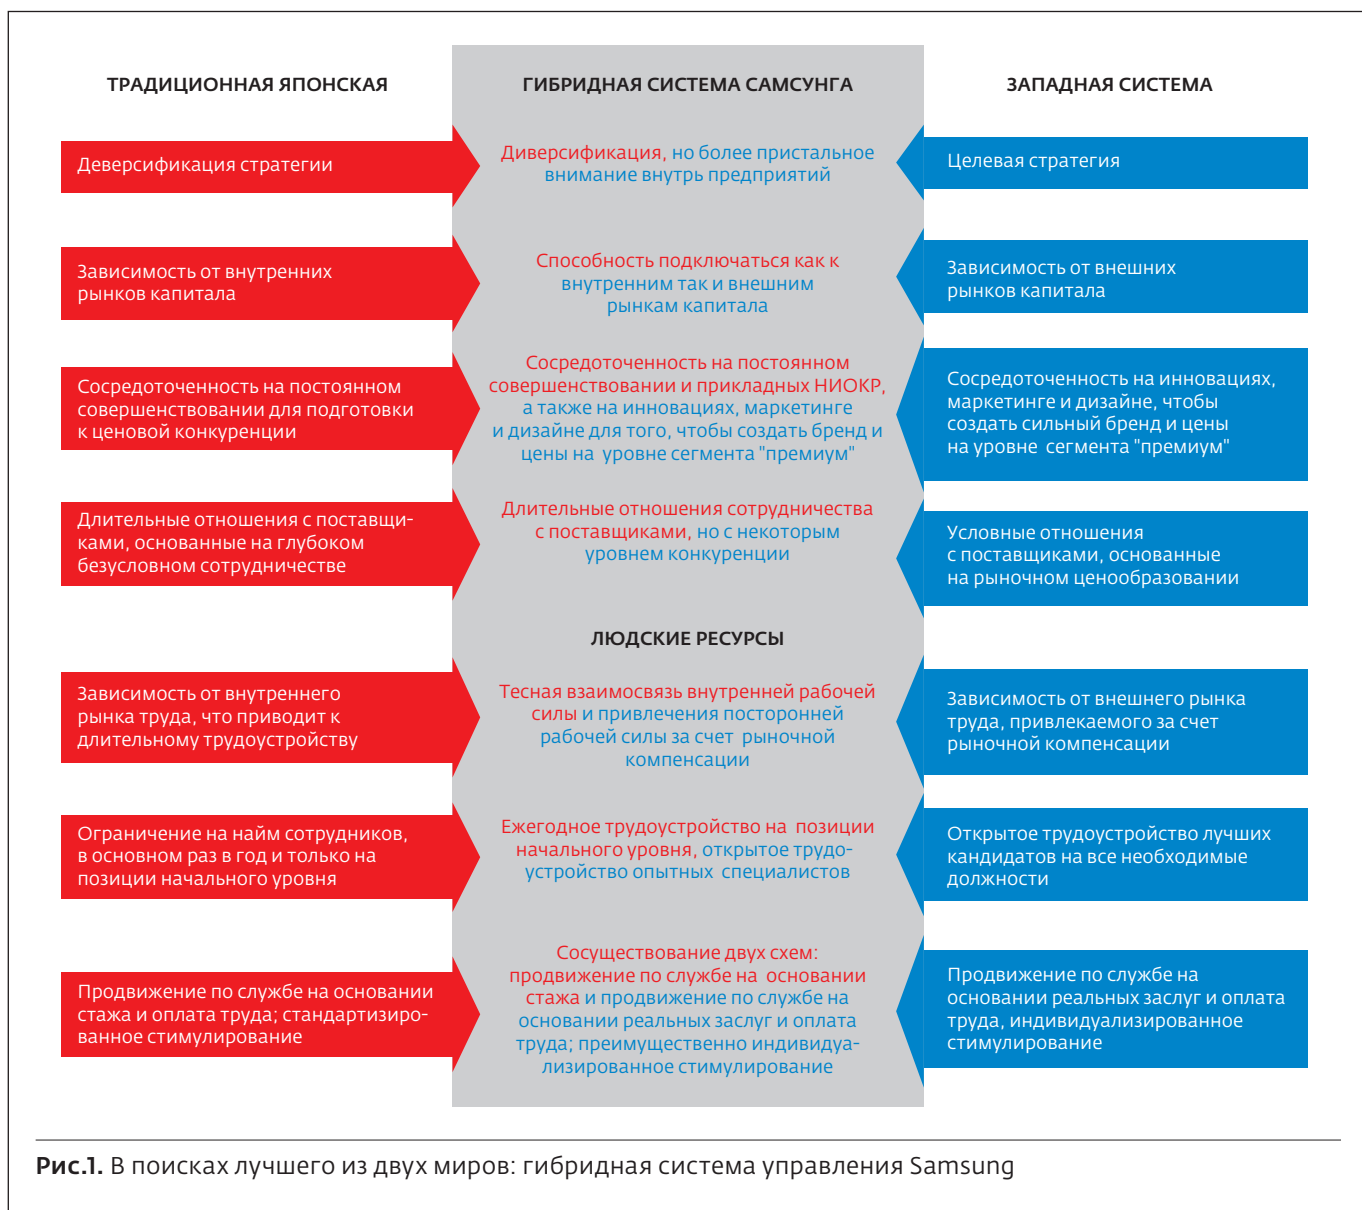 ТРАДИЦИОННАЯ ЯПОНСКАЯ
ГИБРИДНАЯ СИСТЕМА САМСУНГА
ЗАПАДНАЯ СИСТЕМА
Деверсификация стратегии
Диверсификация, но более пристальное
внимание внутрь предприятий
Целевая стратегия
Зависимость от внутренних
рынков капитала
Способность подключаться как к
внутренним так и внешним
рынкам капитала
Зависимость от внешних
рынков капитала
Сосредоточенность на постоянном
совершенствовании для подготовки
к ценовой конкуренции
Сосредоточенность на постоянном
совершенствовании и прикладных НИОКР,
а также на инновациях, маркетинге
и дизайне для того, чтобы создать бренд и
цены на уровне сегмента "премиум"
Сосредоточенность на инновациях,
маркетинге и дизайне, чтобы
создать сильный бренд и цены
на уровне сегмента "премиум"
Длительные отношения с поставщи-
ками, основанные на глубоком
безусловном сотрудничестве
Длительные отношения сотрудничества
с поставщиками, но с некоторым
уровнем конкуренции
Условные отношения
с поставщиками, основанные
на рыночном ценообразовании
ЛЮДСКИЕ РЕСУРСЫ
Зависимость от внутреннего
рынка труда, что приводит к
длительному трудоустройству
Тесная взаимосвязь внутренней рабочей
силы и привлечения посторонней
рабочей силы за счет рыночной
компенсации
Зависимость от внешнего рынка
труда, привлекаемого за счет
рыночной компенсации
Ограничение на найм сотрудников,
в основном раз в год и только на
позиции начального уровня
Ежегодное трудоустройство на позиции
начального уровня, открытое трудо-
устройство опытных специалистов
Открытое трудоустройство лучших
кандидатов на все необходимые
должности
Продвижение по службе на основании
стажа и оплата труда; стандартизиро-
ванное стимулирование
Сосуществование двух схем:
продвижение по службе на основании
стажа и продвижение по службе на
основании реальных заслуг и оплата
труда; преимущественно индивидуа-
лизированное стимулирование
Продвижение по службе на
основании реальных заслуг и оплата
труда, индивидуализированное
стимулирование
Рис.1. В поисках лучшего из двух миров: гибридная система управления Samsung